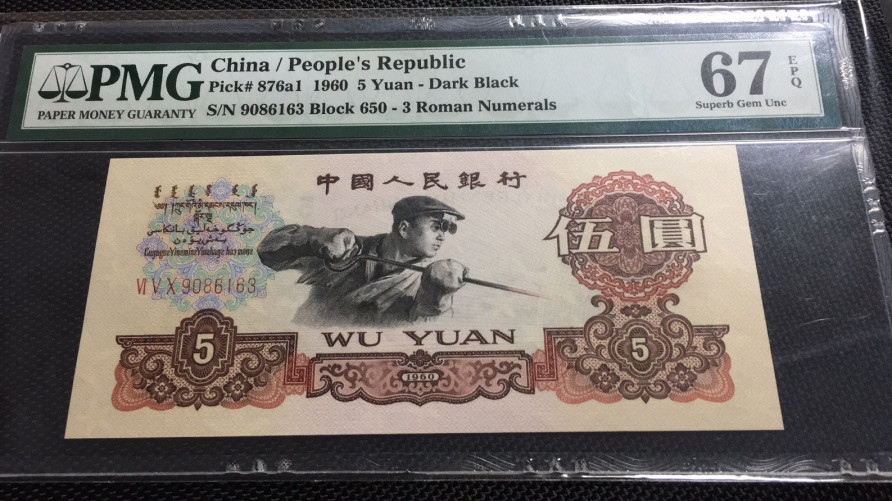 PMG
PAPER MONEY GUARANTY
China / People's Republic
Pick# 876a1 1960 5 Yuan - Dark Black
S/N 9086163 Block 650 - 3 Roman Numerals
67
EPQ
Superb Gem Unc
中國人民銀行
伍圓
VI V X 9086163
WU YUAN
5
5
1960